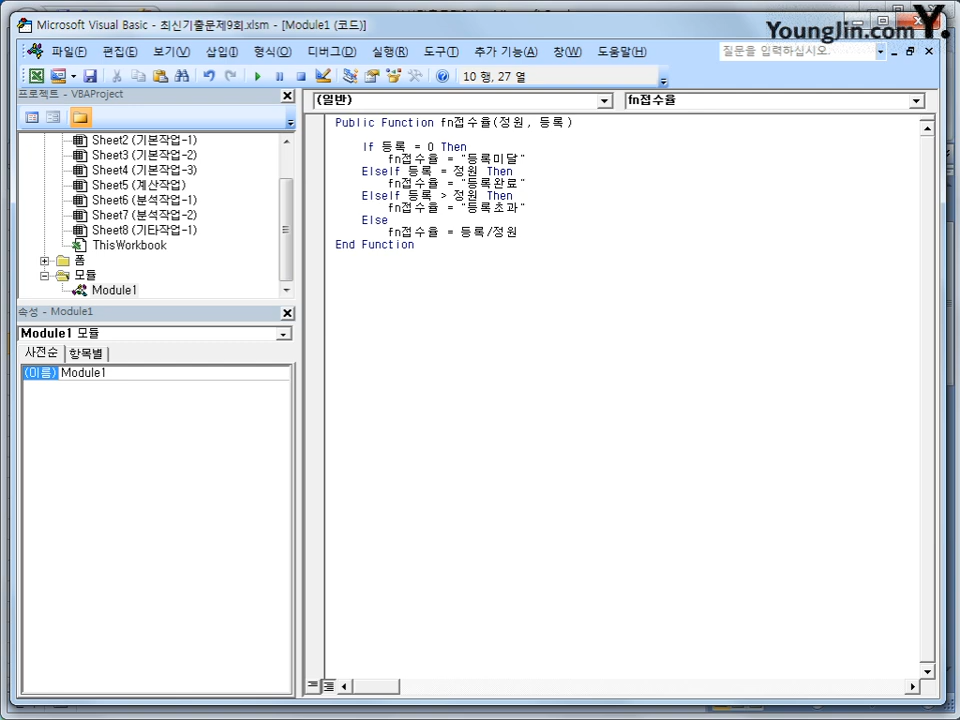 Microsoft Visual Basic - 최신기출문제9회.xlsm - [Module1 (코드)]
Youngjin.com Y.
파일(F) 편집(E) 보기(V) 삽입(I) 형식(O) 디버그(D) 실행(R) 도구(T) 추가 기능(A) 창(W) 도움말(H) 질문을 입력하십시오.
10 행, 27 열
프로젝트 - VBAProject
(일반) fn접수율
Sheet2 (기본작업-1)
Sheet3 (기본작업-2)
Sheet4 (기본작업-3)
Sheet5 (계산작업)
Sheet6 (분석작업-1)
Sheet7 (분석작업-2)
Sheet8 (기타작업-1)
ThisWorkbook
폼
모듈
Module1
속성 - Module1
Module1 모듈
사전순 항목별
(이름) Module1
Public Function fn접수율(정원, 등록)
If 등록 = 0 Then
fn접수율 = "등록미달"
ElseIf 등록 = 정원 Then
fn접수율 = "등록완료"
ElseIf 등록 > 정원 Then
fn접수율 = "등록초과"
Else
fn접수율 = 등록/정원
End Function